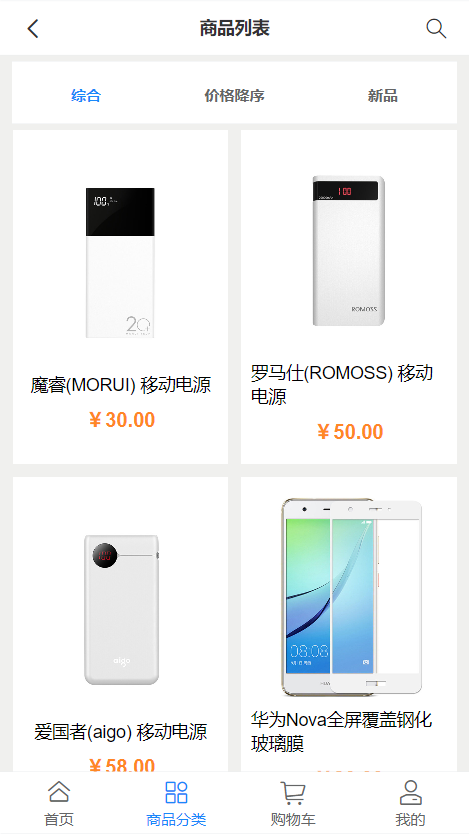 商品列表
综合 价格降序 新品
100%
20
100
ROMOSS
魔睿(MORUI) 移动电源
￥30.00
罗马仕(ROMOSS) 移动
电源
￥50.00
100
aigo
08:08
爱国者(aigo) 移动电源
￥58.00
华为Nova全屏覆盖钢化
玻璃膜
首页 商品分类 购物车 我的